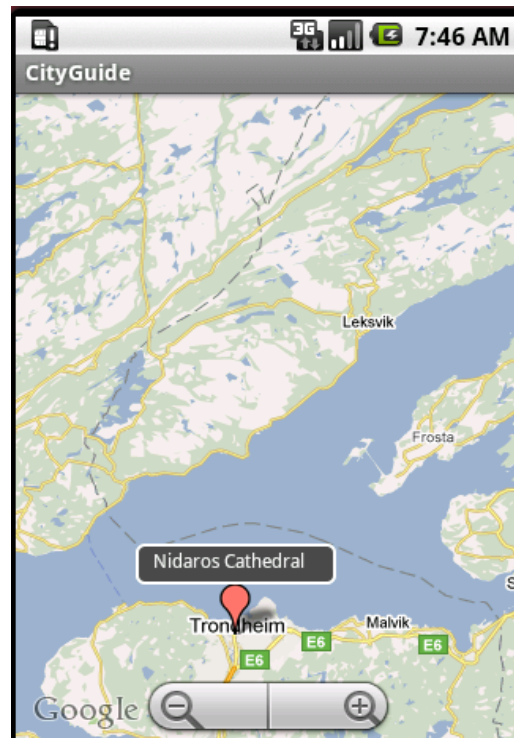 3G 7:46 AM
CityGuide
Leksvik
Frosta
Nidaros Cathedral
Trondheim
Malvik
S
E6
E6
E6
Google